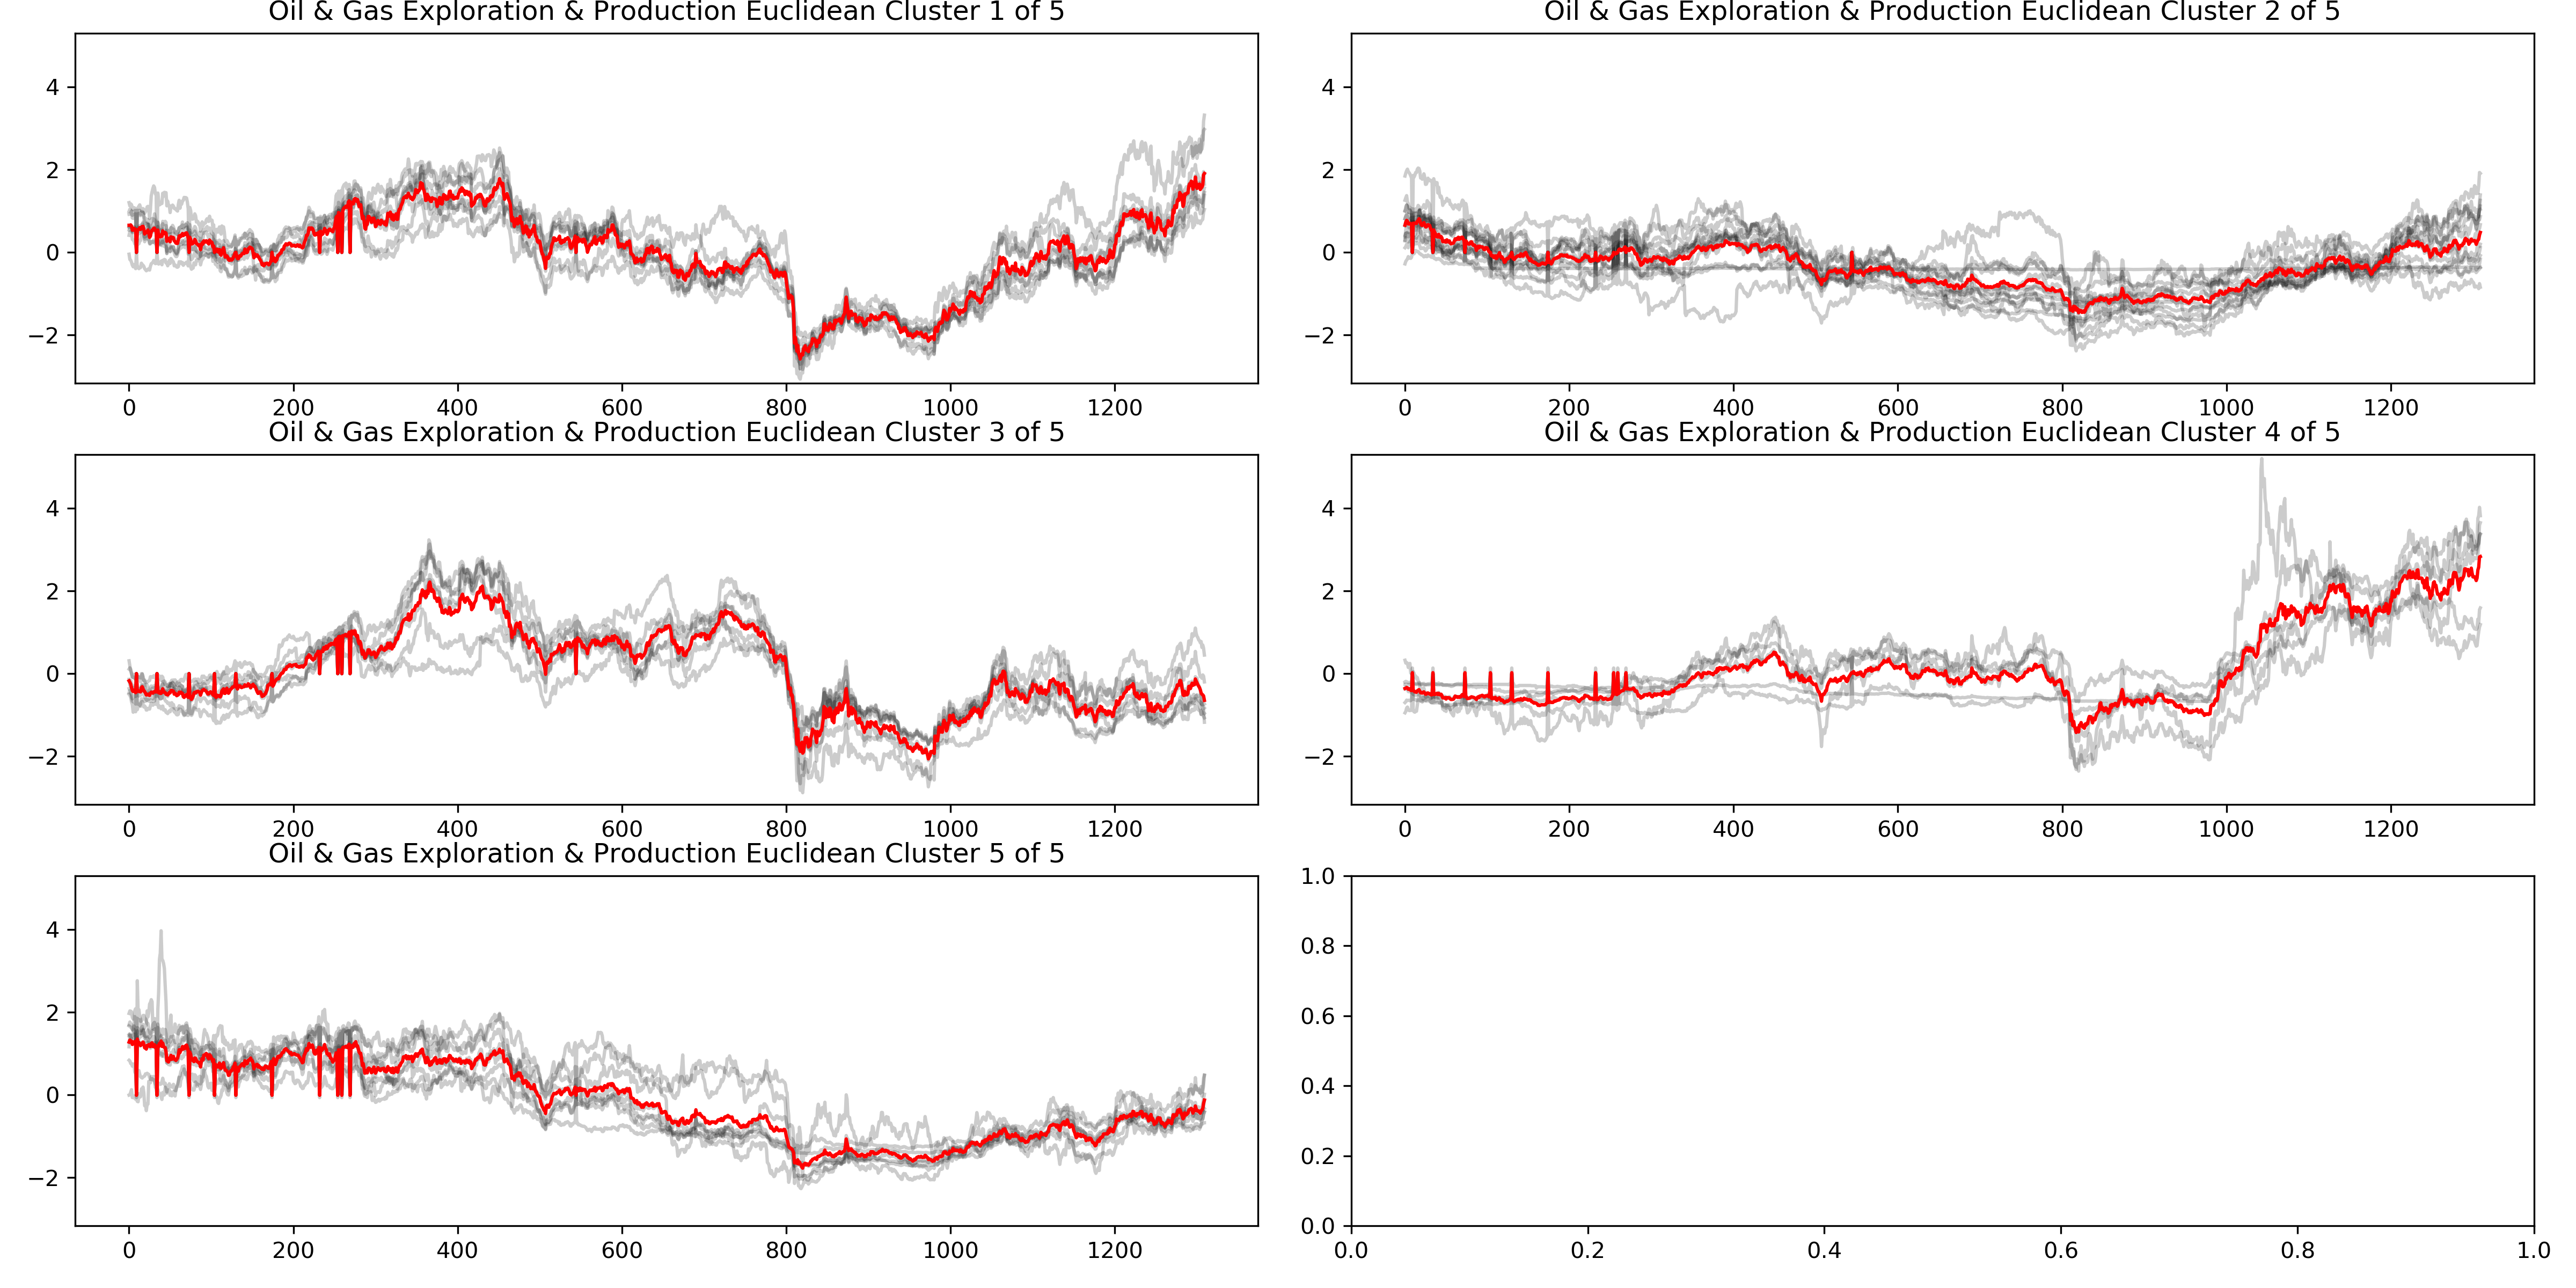 Oil & Gas Exploration & Production Euclidean Cluster 1 of 5
4
2
0
−2
0 200 400 600 800 1000 1200
Oil & Gas Exploration & Production Euclidean Cluster 2 of 5
4
2
0
−2
0 200 400 600 800 1000 1200
Oil & Gas Exploration & Production Euclidean Cluster 3 of 5
4
2
0
−2
0 200 400 600 800 1000 1200
Oil & Gas Exploration & Production Euclidean Cluster 4 of 5
4
2
0
−2
0 200 400 600 800 1000 1200
Oil & Gas Exploration & Production Euclidean Cluster 5 of 5
4
2
0
−2
0 200 400 600 800 1000 1200
1.0
0.8
0.6
0.4
0.2
0.0
0.0 0.2 0.4 0.6 0.8 1.0